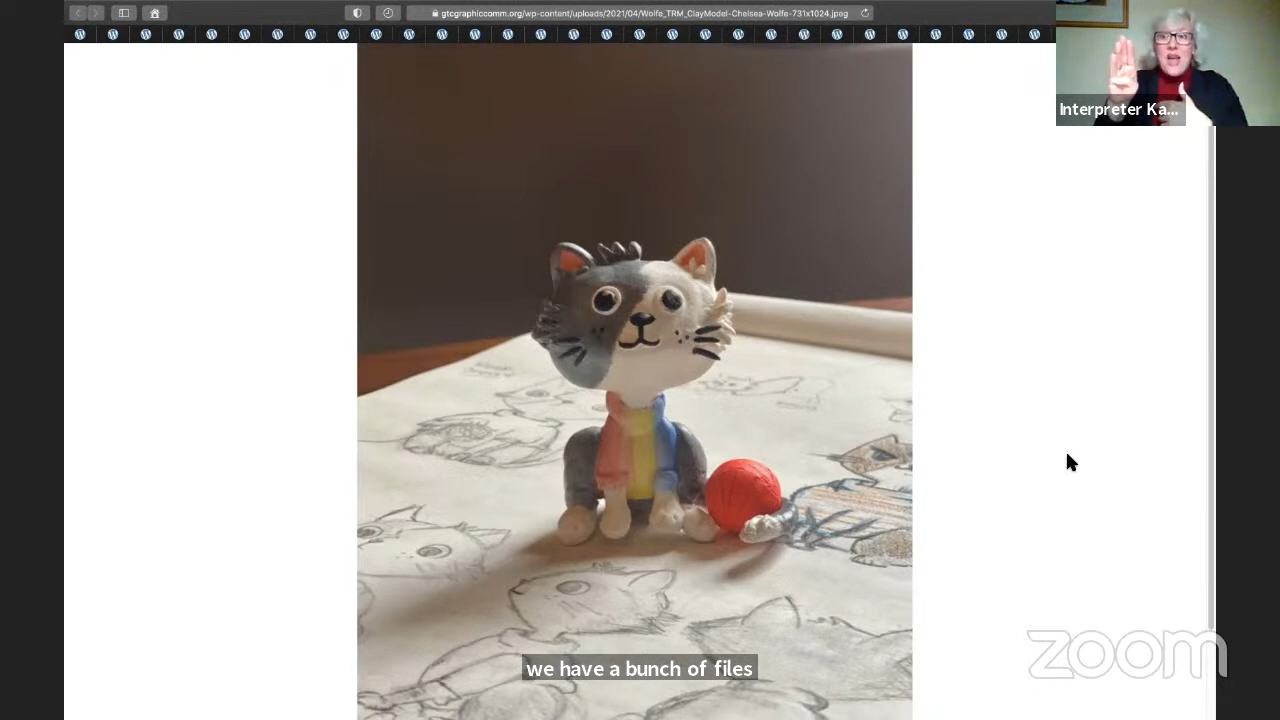 gtcgraphiccomm.org/wp-content/uploads/2021/04/Wolfe_TRM_ClayModel-Chelsea-Wolfe-731x1024.jpeg
Interpreter Ka...
we have a bunch of files
zoom